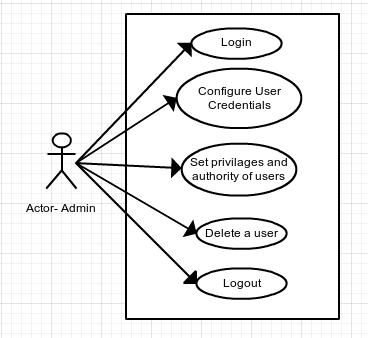 Login
Configure User
Credentials
Set privilages and
authority of users
Actor- Admin
Delete a user
Logout